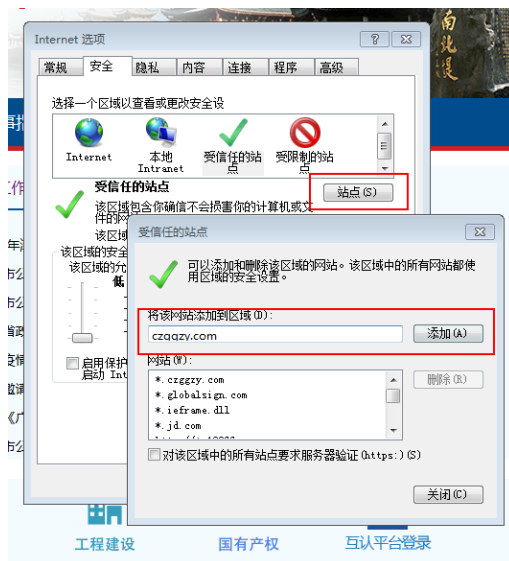 Internet 选项
常规 安全 隐私 内容 连接 程序 高级
选择一个区域以查看或更改安全设
Internet
本地
Intranet
受信任的站
点
受限制的站
点
受信任的站点
站点(S)
该区域包含你确信不会损害你的计算机或文
件的网
该区域
该区域的安全
该区域的允
低
启用保护
启动 Int
受信任的站点
可以添加和删除该区域的网站。该区域中的所有网站都使
用区域的安全设置。
将该网站添加到区域(D):
czggzy.com
添加(A)
网站(W):
*.czggzy.com
*.globalsign.com
*.ieframe.dll
*.jd.com
删除(R)
对该区域中的所有站点要求服务器验证(https:)(S)
关闭(C)
工程建设
国有产权
互认平台登录